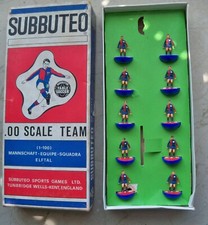 SUBBUTEO
TABLE
SOCCER
.00 SCALE TEAM
11-MEN
MANNSCHAFT-EQUIPE-SQUADRA
ELFTAL
SUBBUTEO SPORTS GAMES LTD.
TUNBRIDGE WELLS·KENT, ENGLAND